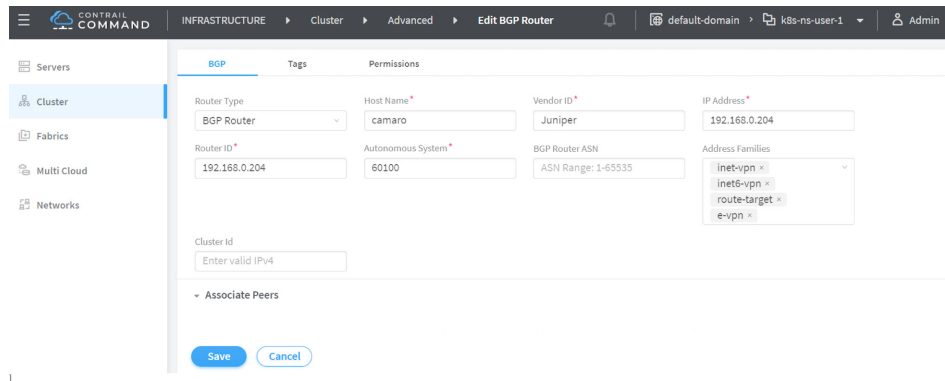 CONTRAIL
COMMAND
INFRASTRUCTURE Cluster Advanced Edit BGP Router default-domain › k8s-ns-user-1 Admin
Servers
Cluster
Fabrics
Multi Cloud
Networks
BGP Tags Permissions
Router Type Host Name* Vendor ID* IP Address*
BGP Router camaro Juniper 192.168.0.204
Router ID* Autonomous System* BGP Router ASN Address Families
192.168.0.204 60100 ASN Range: 1-65535 inet-vpn ×
inet6-vpn ×
route-target ×
e-vpn ×
Cluster Id
Enter valid IPv4
Associate Peers
Save Cancel